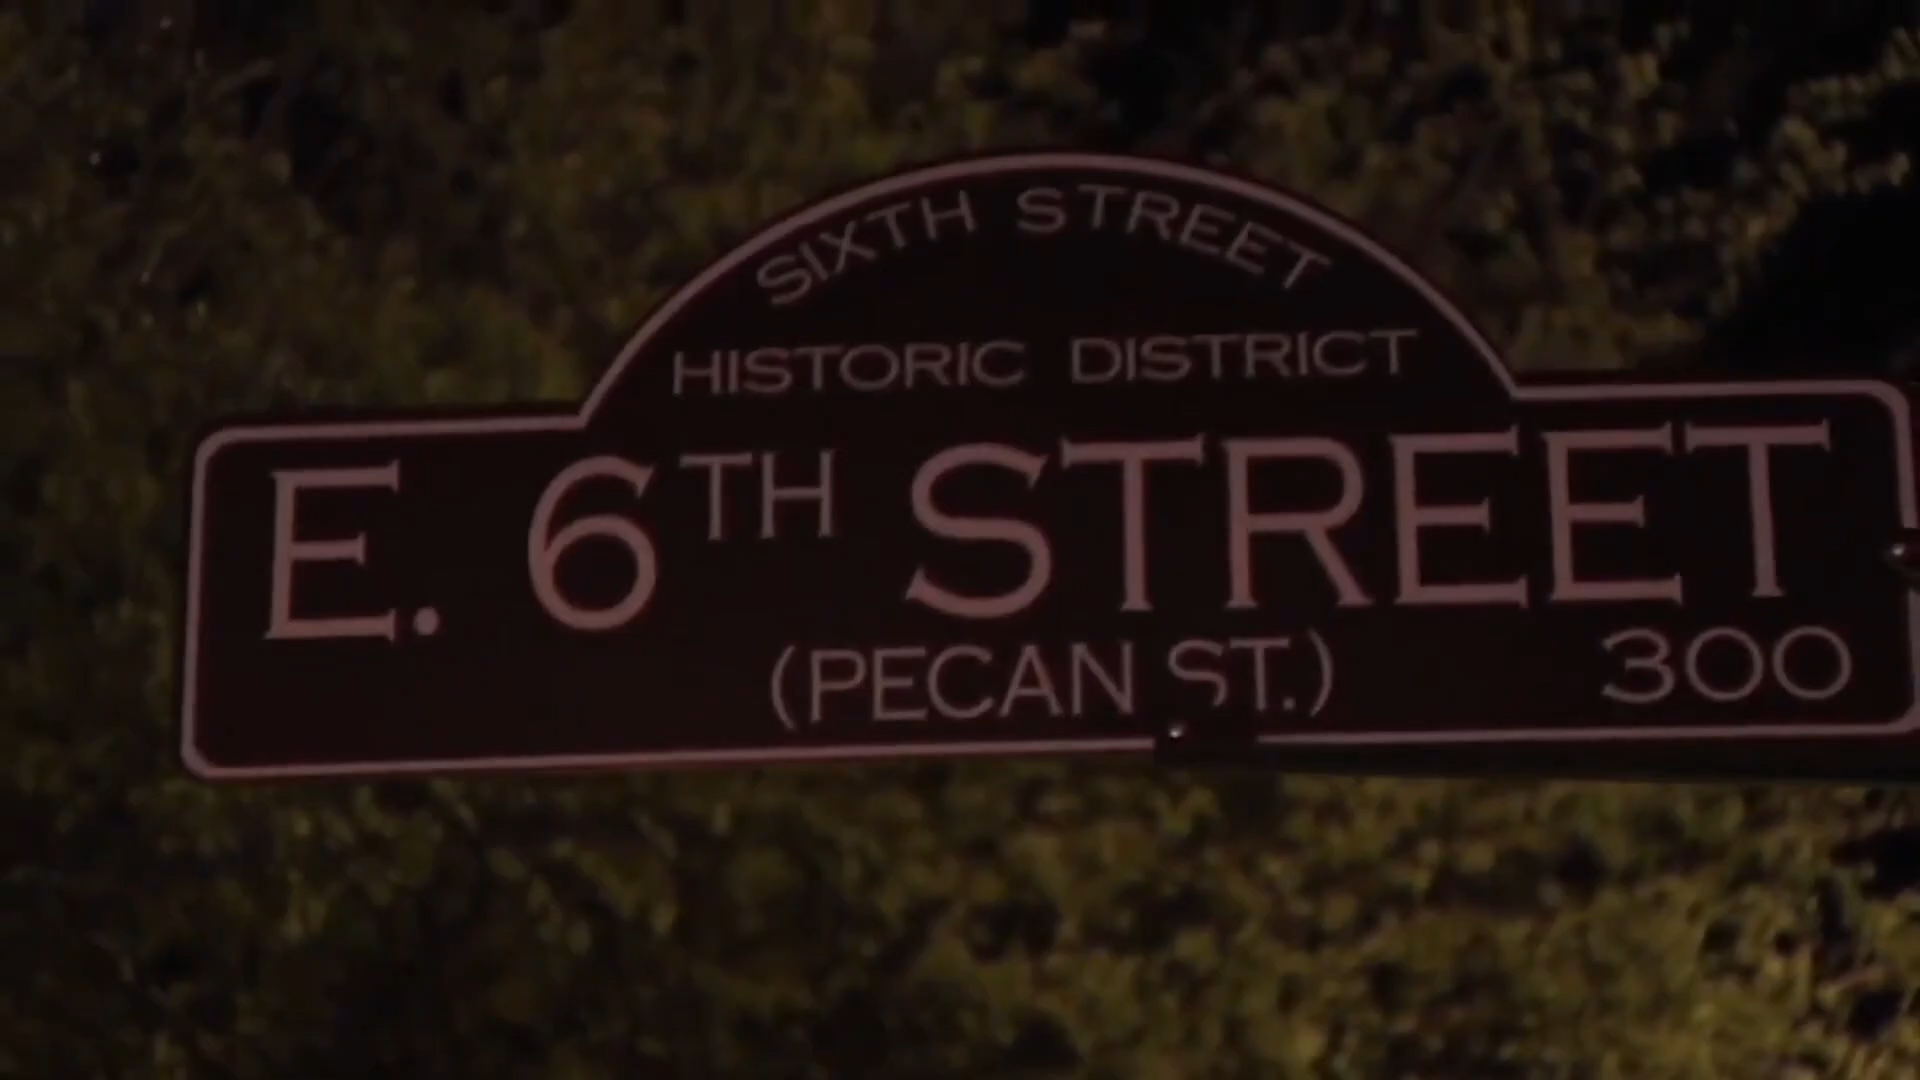 SIXTH STREET
HISTORIC DISTRICT
E. 6TH STREET
(PECAN ST.) 300